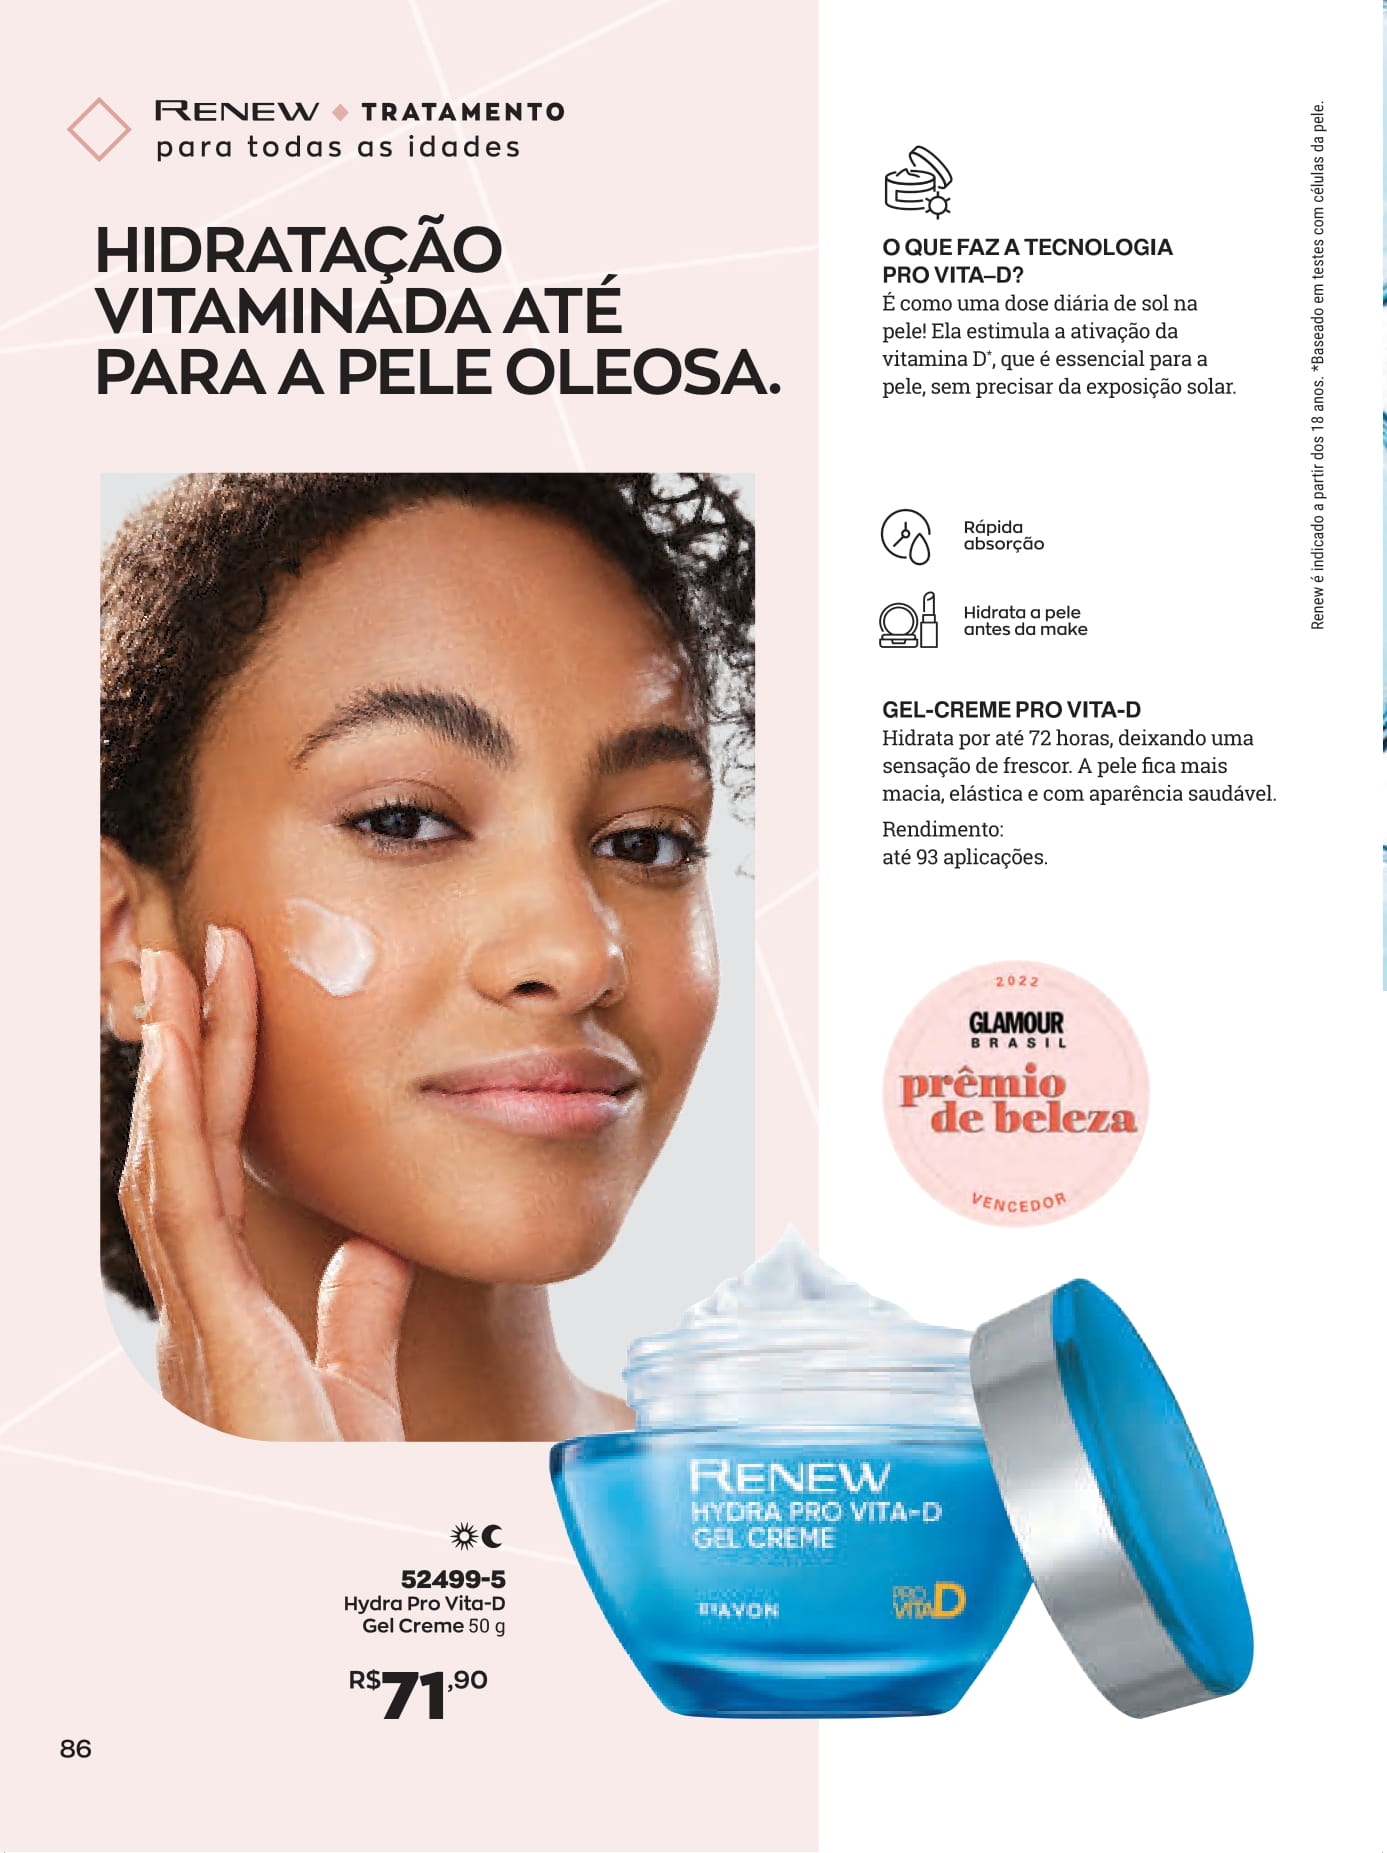 RENEW TRATAMENTO
para todas as idades
HIDRATAÇÃO
VITAMINADA ATÉ
PARA A PELE OLEOSA.
O QUE FAZ A TECNOLOGIA
PRO VITA–D?
É como uma dose diária de sol na
pele! Ela estimula a ativação da
vitamina D*, que é essencial para a
pele, sem precisar da exposição solar.
Rápida
absorção
Hidrata a pele
antes da make
GEL-CREME PRO VITA-D
Hidrata por até 72 horas, deixando uma
sensação de frescor. A pele fica mais
macia, elástica e com aparência saudável.
Rendimento:
até 93 aplicações.
Renew é indicado a partir dos 18 anos. *Baseado em testes com células da pele.
2022
GLAMOUR
BRASIL
prêmio
de beleza
VENCEDOR
RENEW
HYDRA PRO VITA-D
GEL CREME
AVON
PRO
VITA D
52499-5
Hydra Pro Vita-D
Gel Creme 50 g
R$71,90
86